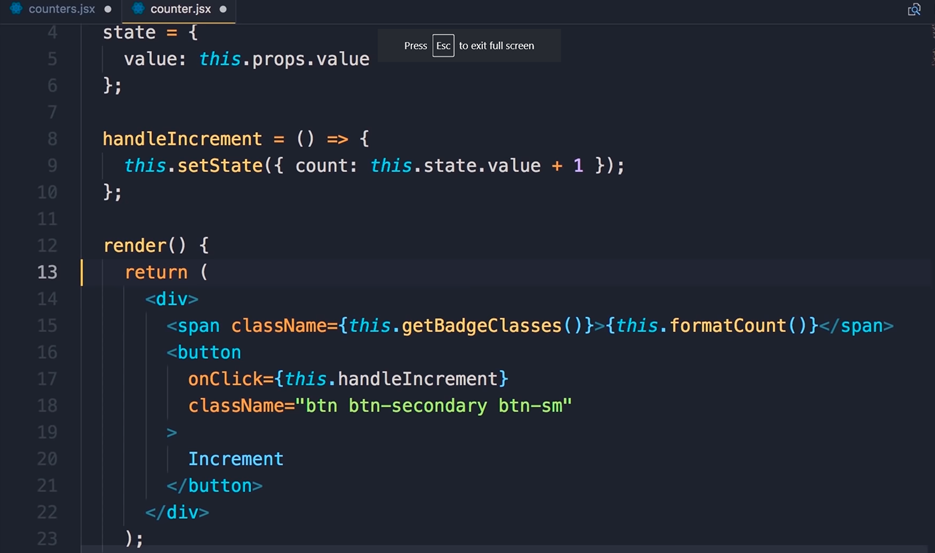 counters.jsx ● counter.jsx ●
Press Esc to exit full screen
4 state = {
5 value: this.props.value
6 };
7
8 handleIncrement = () => {
9 this.setState({ count: this.state.value + 1 });
10 };
11
12 render() {
13 return (
14 <div>
15 <span className={this.getBadgeClasses()}>{this.formatCount()}</span>
16 <button
17 onClick={this.handleIncrement}
18 className="btn btn-secondary btn-sm"
19 >
20 Increment
21 </button>
22 </div>
23 );